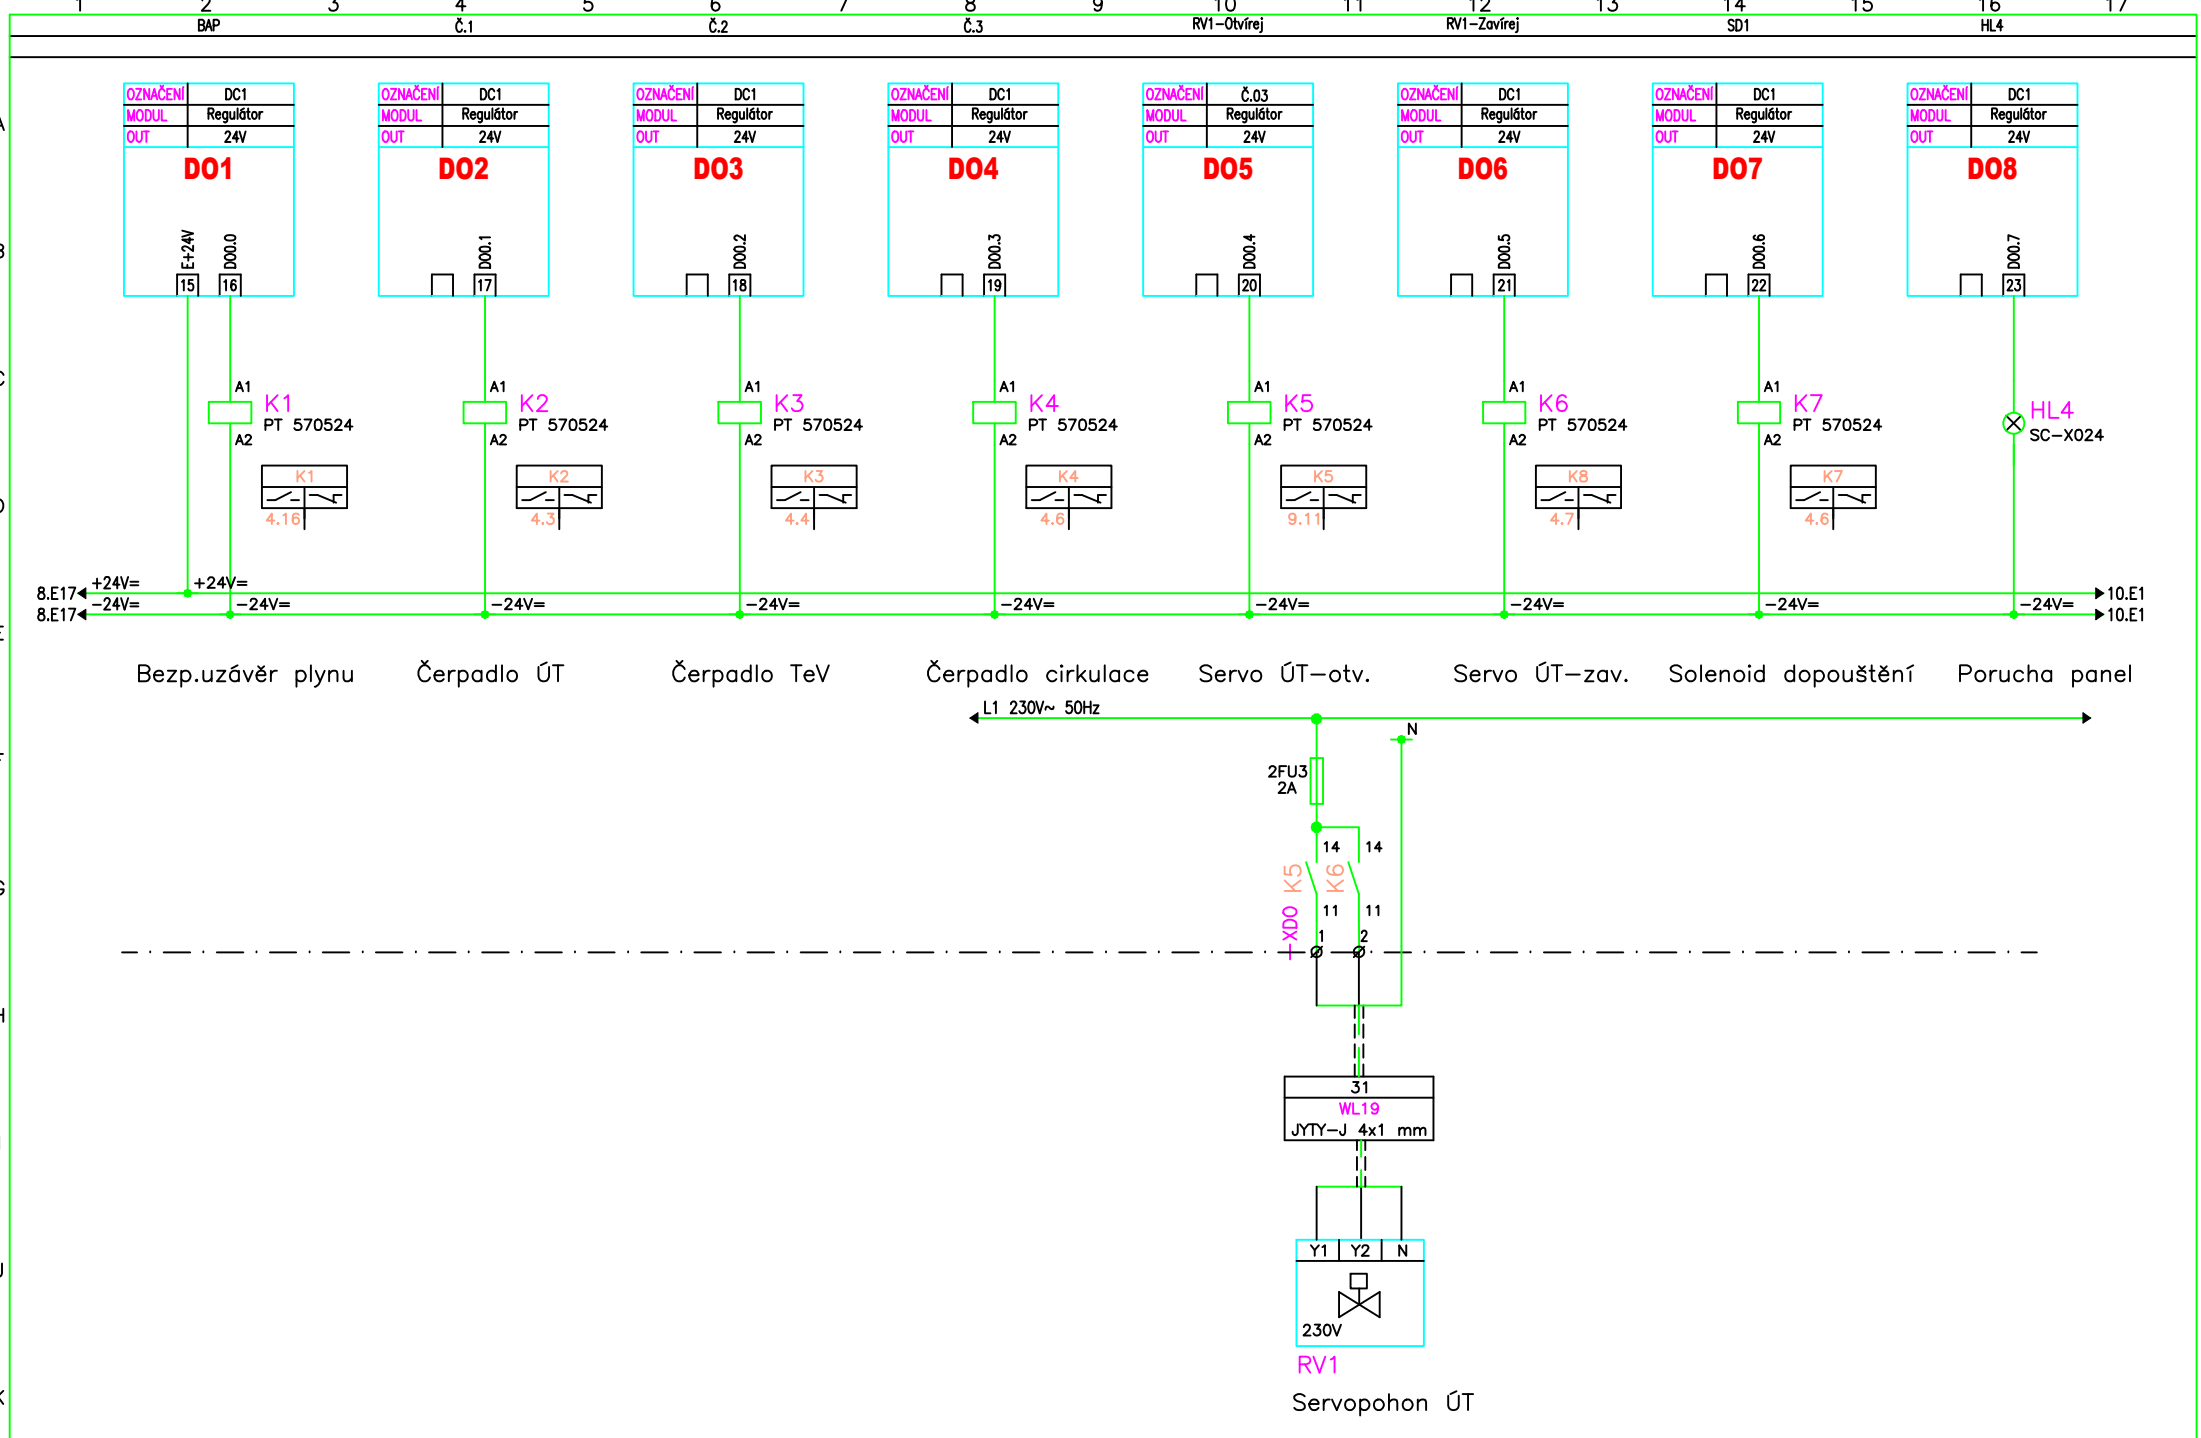 1 2 3 4 5 6 7 8 9 10 11 12 13 14 15 16 17
BAP Č.1 Č.2 Č.3 RV1-Otvírej RV1-Zavírej SD1 HL4
OZNAČENÍ DC1 OZNAČENÍ DC1 OZNAČENÍ DC1 OZNAČENÍ DC1 OZNAČENÍ Č.03 OZNAČENÍ DC1 OZNAČENÍ DC1 OZNAČENÍ DC1
MODUL Regulátor MODUL Regulátor MODUL Regulátor MODUL Regulátor MODUL Regulátor MODUL Regulátor MODUL Regulátor MODUL Regulátor
A
OUT 24V OUT 24V OUT 24V OUT 24V OUT 24V OUT 24V OUT 24V OUT 24V
DO1 DO2 DO3 DO4 DO5 DO6 DO7 DO8
E+24V DO0.0 DO0.1 DO0.2 DO0.3 DO0.4 DO0.5 DO0.6 DO0.7
15 16 17 18 19 20 21 22 23
A1 A1 A1 A1 A1 A1 A1
K1 K2 K3 K4 K5 K6 K7 HL4
PT 570524 PT 570524 PT 570524 PT 570524 PT 570524 PT 570524 PT 570524 SC-X024
A2 A2 A2 A2 A2 A2 A2
K1 K2 K3 K4 K5 K8 K7
4.16 4.3 4.4 4.6 9.11 4.7 4.6
8.E17 +24V= +24V= 10.E1
8.E17 -24V= -24V= -24V= -24V= -24V= -24V= -24V= -24V= -24V= 10.E1
Bezp.uzávěr plynu Čerpadlo ÚT Čerpadlo TeV Čerpadlo cirkulace Servo ÚT-otv. Servo ÚT-zav. Solenoid dopouštění Porucha panel
L1 230V~ 50Hz
N
2FU3
2A
14 14
K5 K6
11 11
-XDO
1 2
H
31
WL19
JYTY-J 4x1 mm
Y1 Y2 N
230V
RV1
Servopohon ÚT